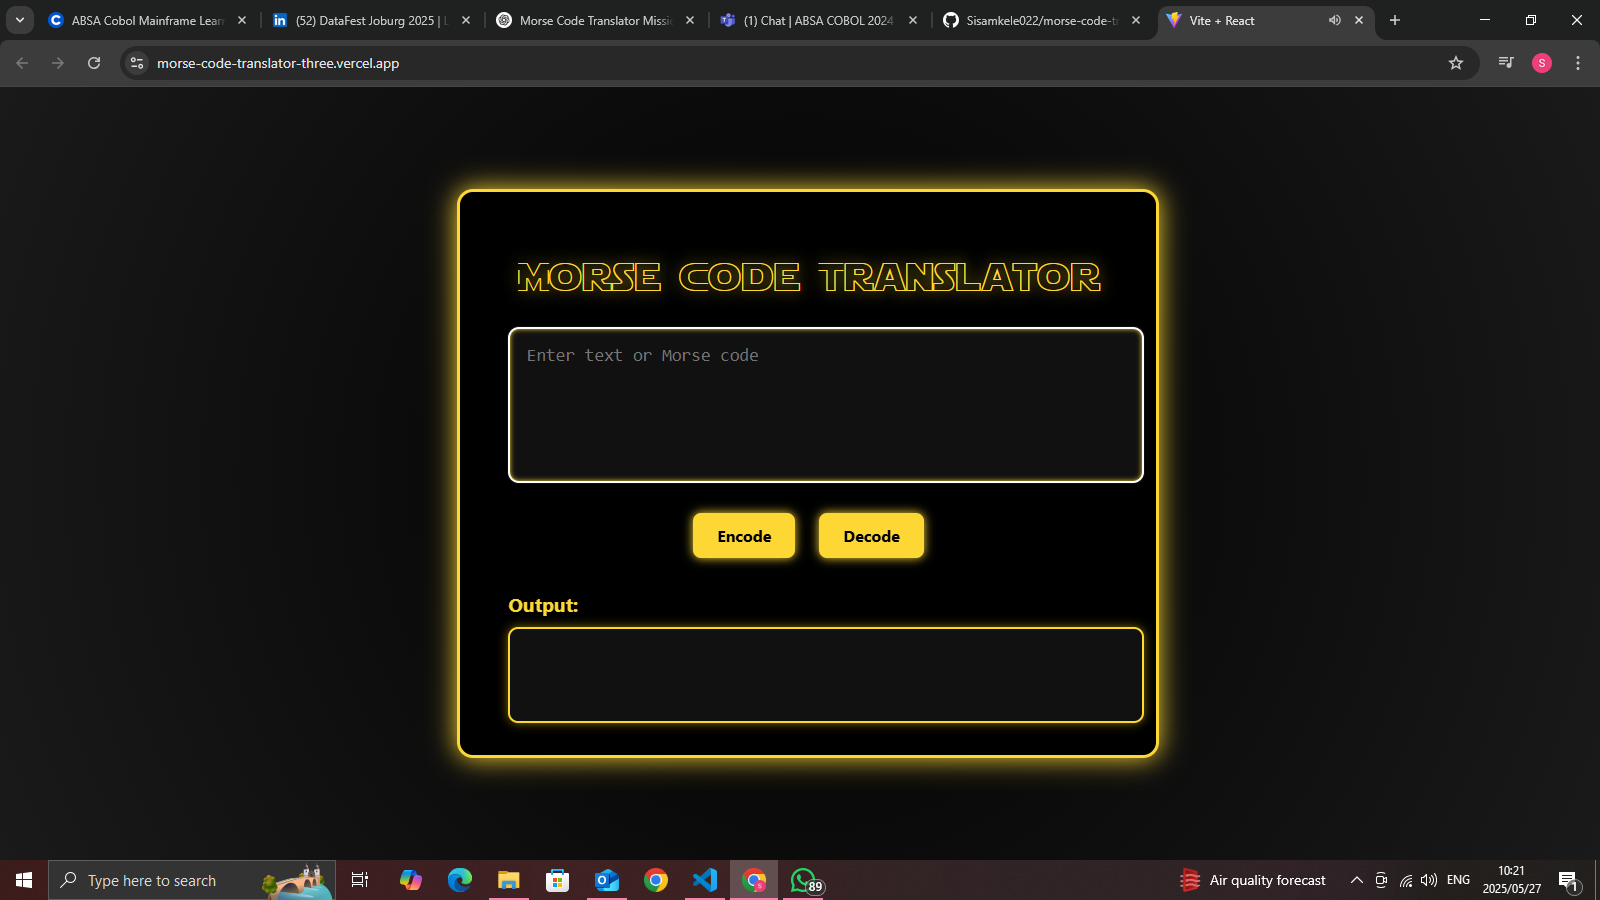 ABSA Cobol Mainframe Lear
(52) DataFest Joburg 2025 | L
Morse Code Translator Missi
(1) Chat | ABSA COBOL 2024
Sisamkele022/morse-code-t
Vite + React
morse-code-translator-three.vercel.app
S
MORSE CODE TRANSLATOR
Enter text or Morse code
Encode
Decode
Output:
Type here to search
89
Air quality forecast
ENG
10:21
2025/05/27
1